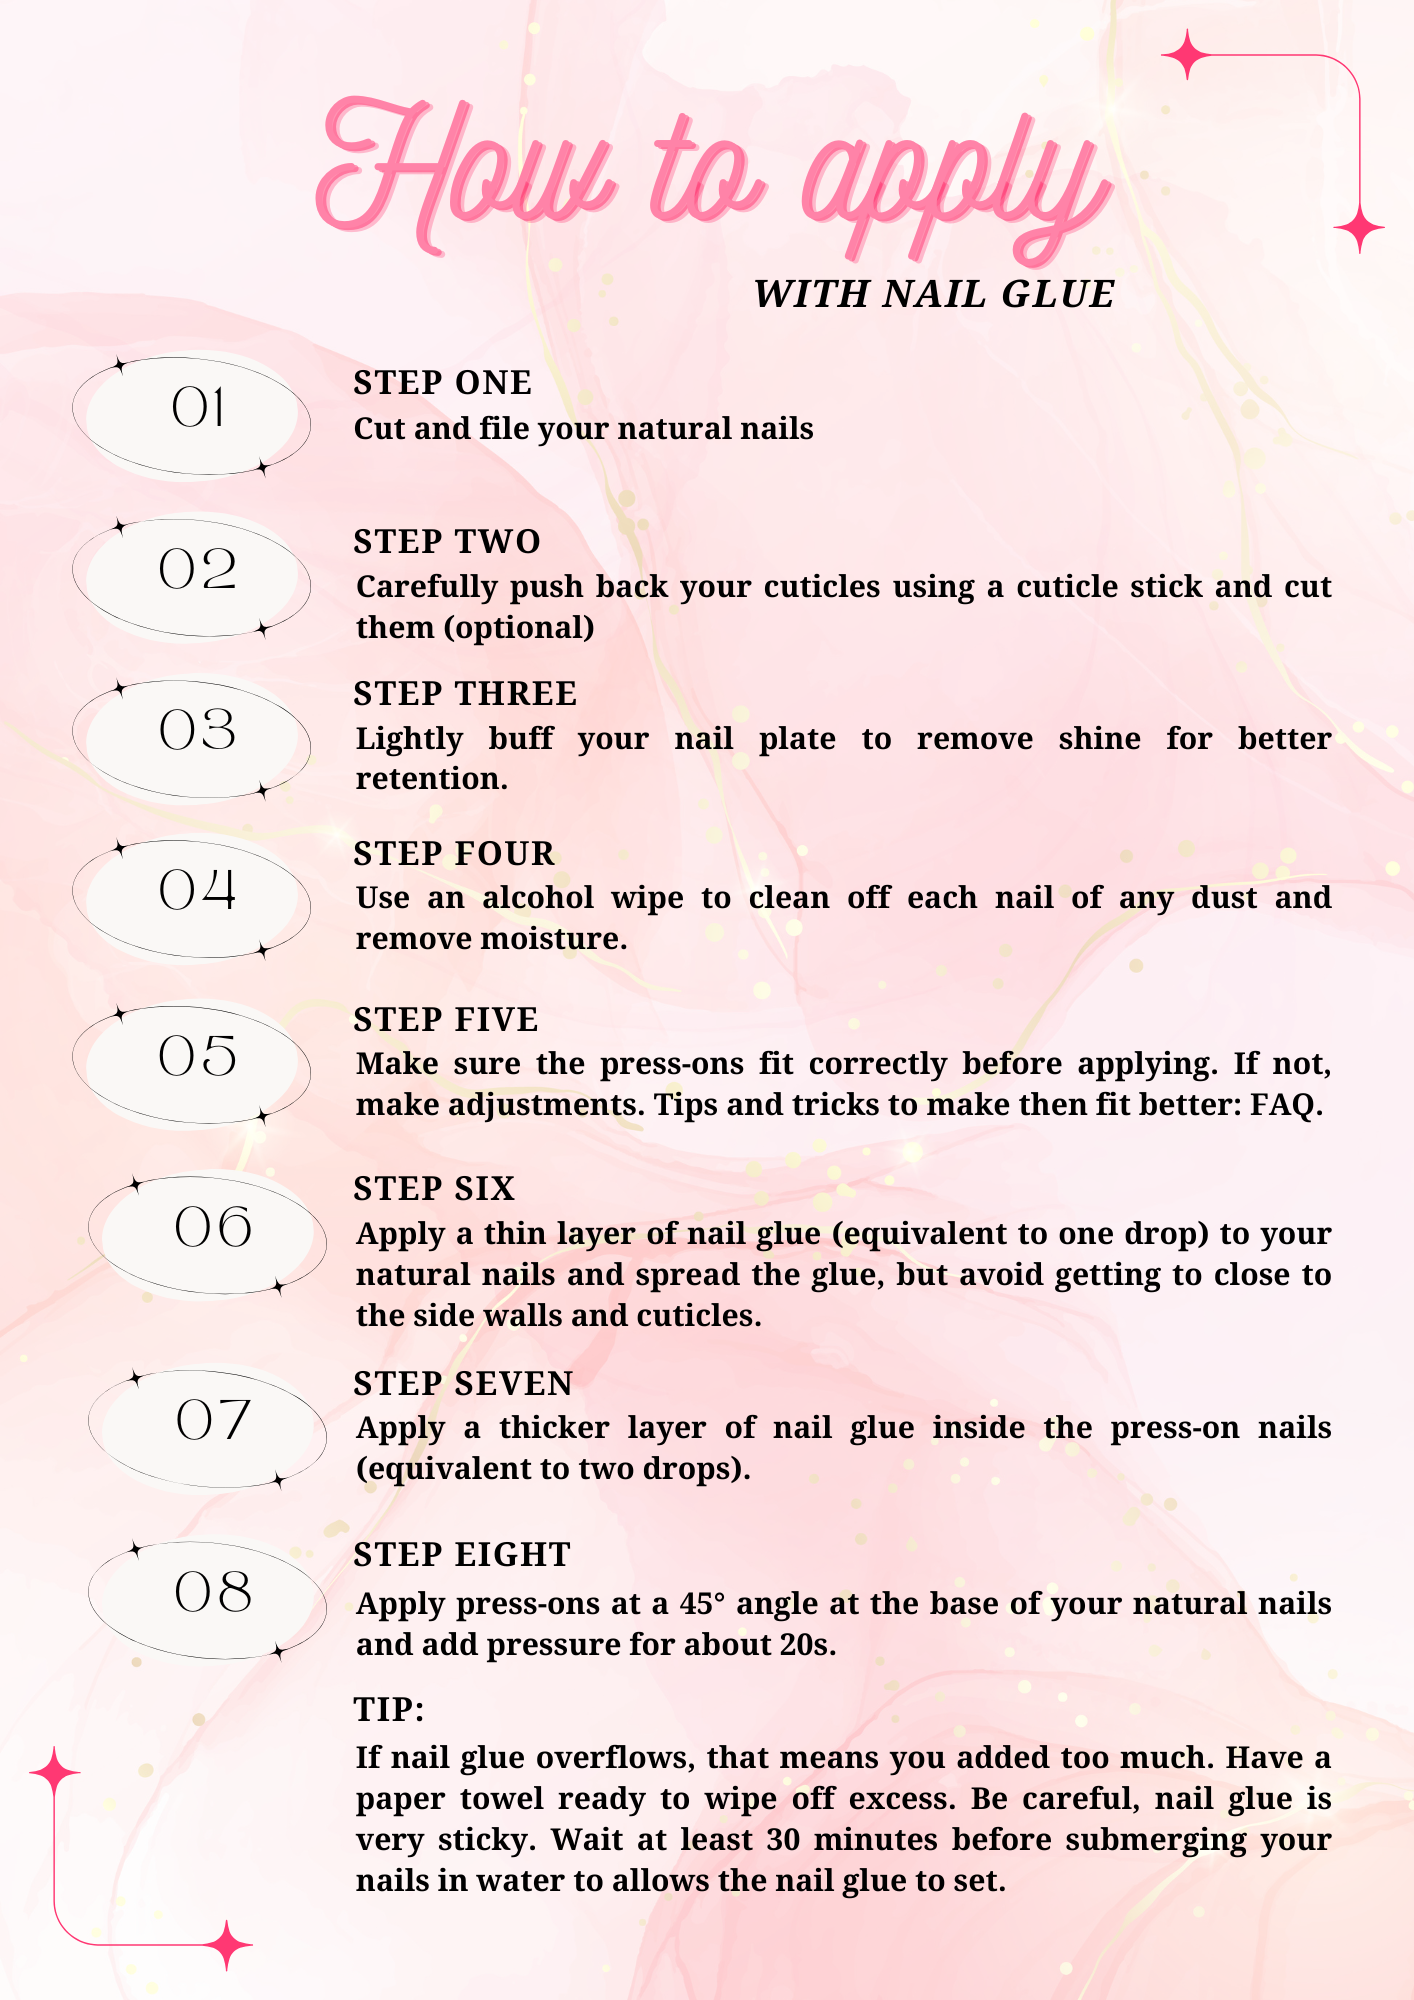 How to apply
WITH NAIL GLUE
01
STEP ONE
Cut and file your natural nails
02
STEP TWO
Carefully push back your cuticles using a cuticle stick and cut
them (optional)
03
STEP THREE
Lightly buff your nail plate to remove shine for better
retention.
04
STEP FOUR
Use an alcohol wipe to clean off each nail of any dust and
remove moisture.
05
STEP FIVE
Make sure the press-ons fit correctly before applying. If not,
make adjustments. Tips and tricks to make then fit better: FAQ.
06
STEP SIX
Apply a thin layer of nail glue (equivalent to one drop) to your
natural nails and spread the glue, but avoid getting to close to
the side walls and cuticles.
07
STEP SEVEN
Apply a thicker layer of nail glue inside the press-on nails
(equivalent to two drops).
08
STEP EIGHT
Apply press-ons at a 45° angle at the base of your natural nails
and add pressure for about 20s.
TIP:
If nail glue overflows, that means you added too much. Have a
paper towel ready to wipe off excess. Be careful, nail glue is
very sticky. Wait at least 30 minutes before submerging your
nails in water to allows the nail glue to set.